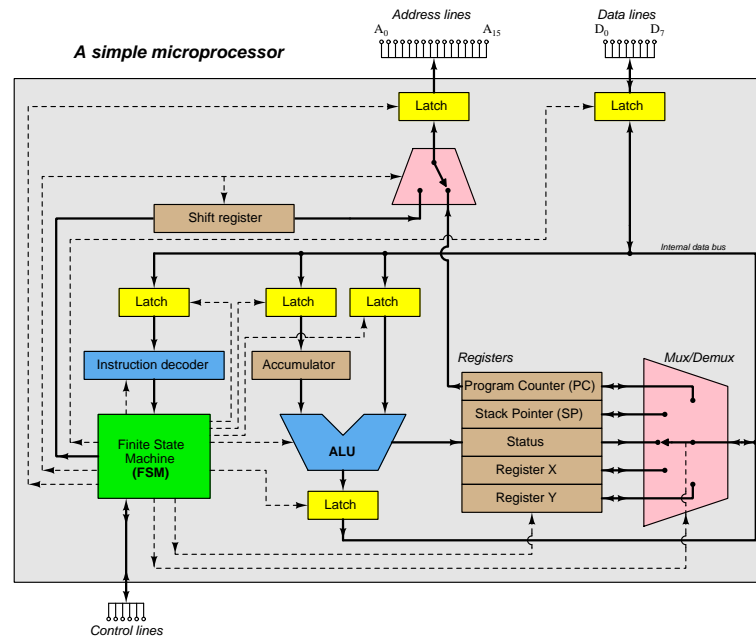 Address lines
Data lines
A0
A15
D0
D7
A simple microprocessor
Latch
Latch
Shift register
Internal data bus
Latch
Latch
Latch
Registers
Mux/Demux
Instruction decoder
Accumulator
Program Counter (PC)
Stack Pointer (SP)
Finite State
Machine
(FSM)
ALU
Status
Register X
Register Y
Latch
Control lines